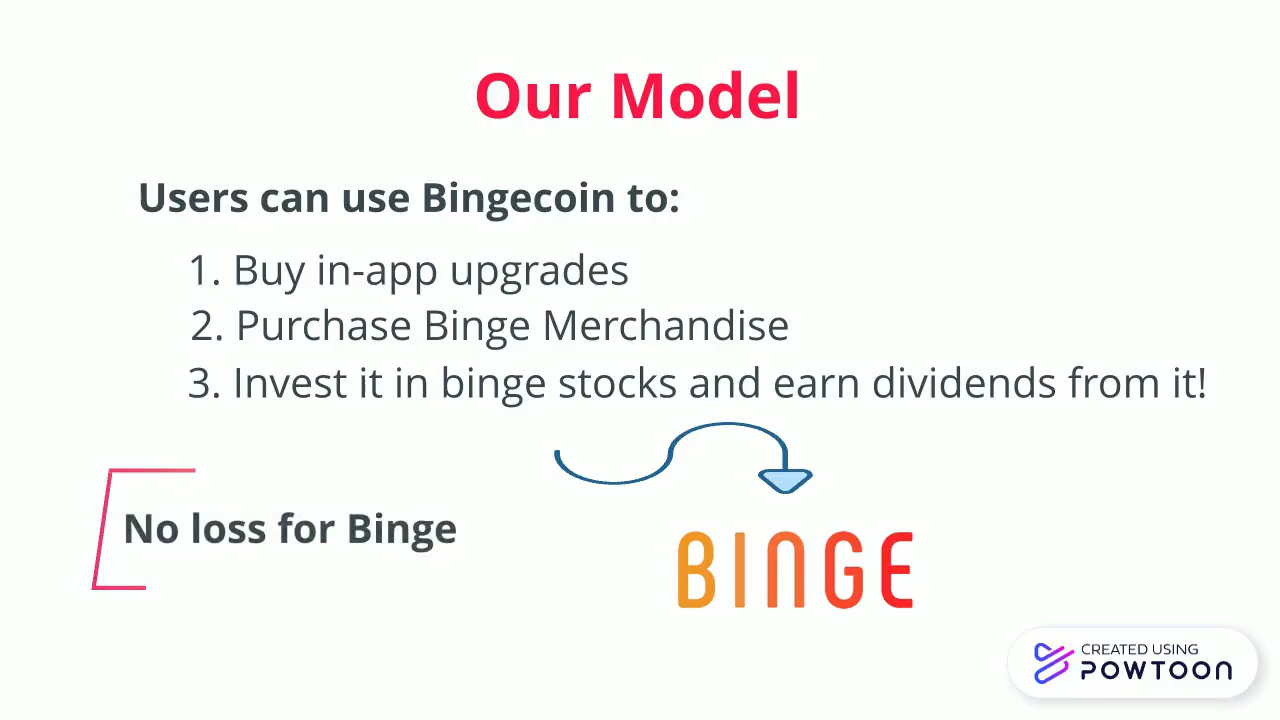 Our Model
Users can use Bingecoin to:
1. Buy in-app upgrades
2. Purchase Binge Merchandise
3. Invest it in binge stocks and earn dividends from it!
No loss for Binge
BINGE
CREATED USING
POWTOON